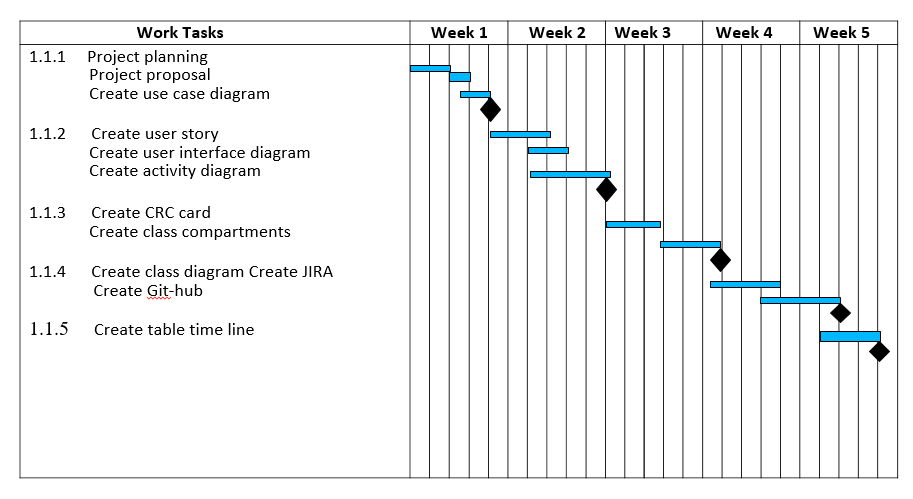 Work Tasks Week 1 Week 2 Week 3 Week 4 Week 5
1.1.1 Project planning
Project proposal
Create use case diagram
1.1.2 Create user story
Create user interface diagram
Create activity diagram
1.1.3 Create CRC card
Create class compartments
1.1.4 Create class diagram Create JIRA
Create Git-hub
1.1.5 Create table time line